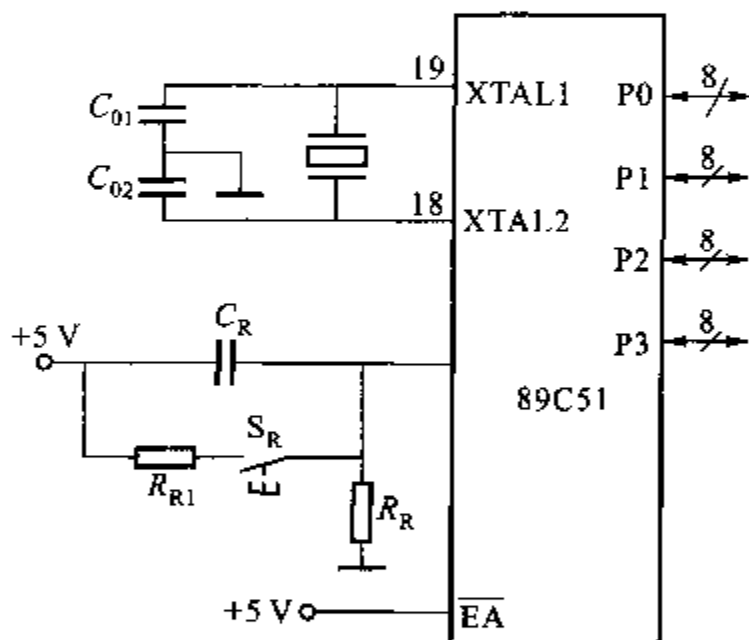 19
XTAL1
P0
8
C01
P1
8
C02
18
XTAL2
P2
8
P3
8
+5 V
CR
89C51
SR
RR1
RR
+5 V
E̅A̅